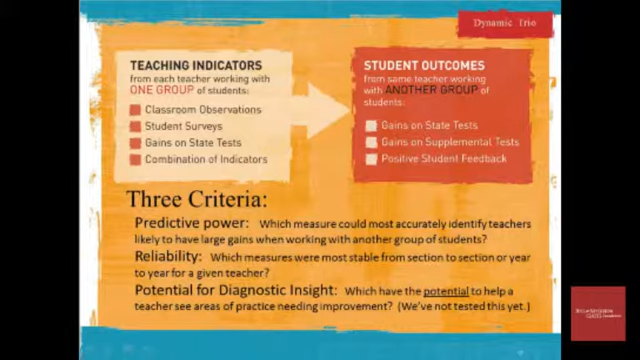 Dynamic Trio
TEACHING INDICATORS
from each teacher working with
ONE GROUP of students:
Classroom Observations
Student Surveys
Gains on State Tests
Combination of Indicators
STUDENT OUTCOMES
from same teacher working
with ANOTHER GROUP of
students:
Gains on State Tests
Gains on Supplemental Tests
Positive Student Feedback
Three Criteria:
Predictive power: Which measure could most accurately identify teachers
likely to have large gains when working with another group of students?
Reliability: Which measures were most stable from section to section or year
to year for a given teacher?
Potential for Diagnostic Insight: Which have the potential to help a
teacher see areas of practice needing improvement? (We've not tested this yet.)